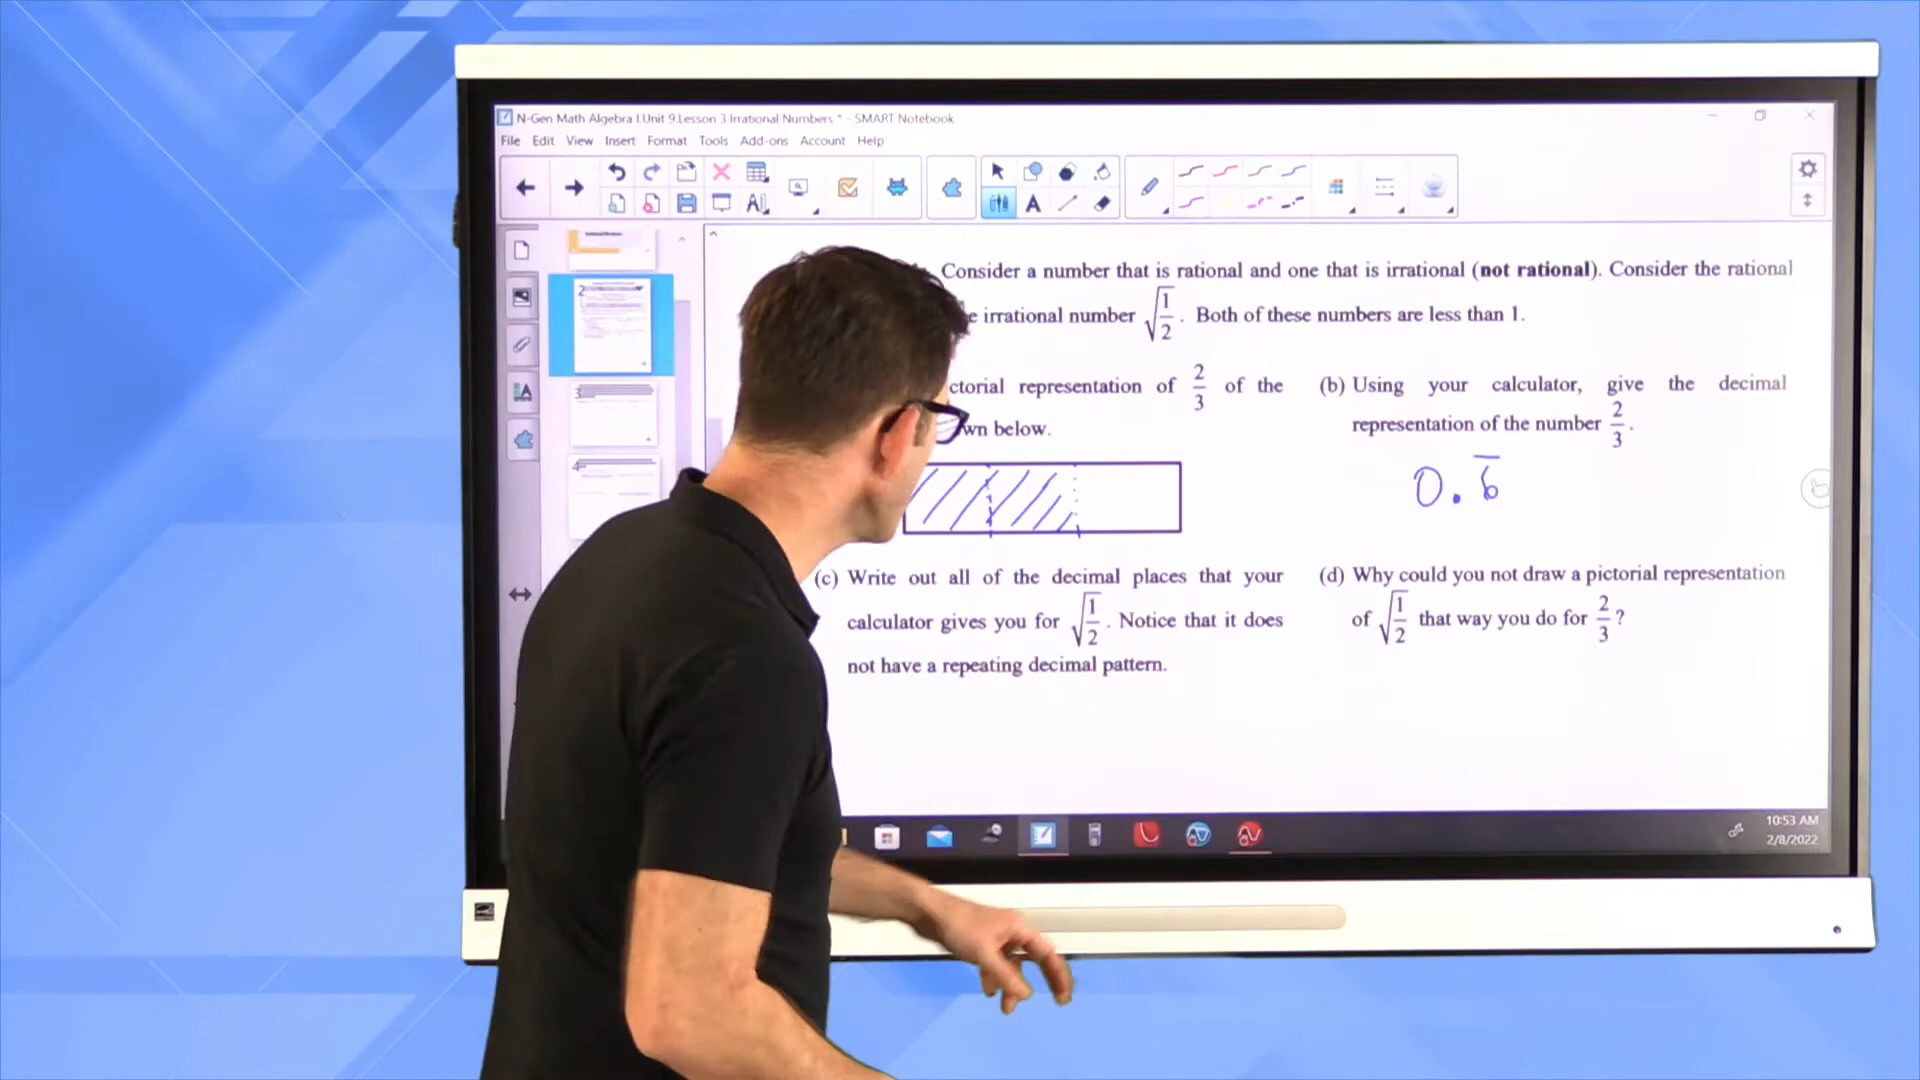 N-Gen Math Algebra I.Unit 9.Lesson 3 Irrational Numbers * - SMART Notebook
File Edit View Insert Format Tools Add-ons Account Help
Consider a number that is rational and one that is irrational (not rational). Consider the rational
irrational number √(1/2). Both of these numbers are less than 1.
representation of 2/3 of the
below.
(b) Using your calculator, give the decimal
representation of the number 2/3.
0.6̅
(c) Write out all of the decimal places that your
calculator gives you for √(1/2). Notice that it does
not have a repeating decimal pattern.
(d) Why could you not draw a pictorial representation
of √(1/2) that way you do for 2/3?
2
3
4
10:53 AM
2/8/2022